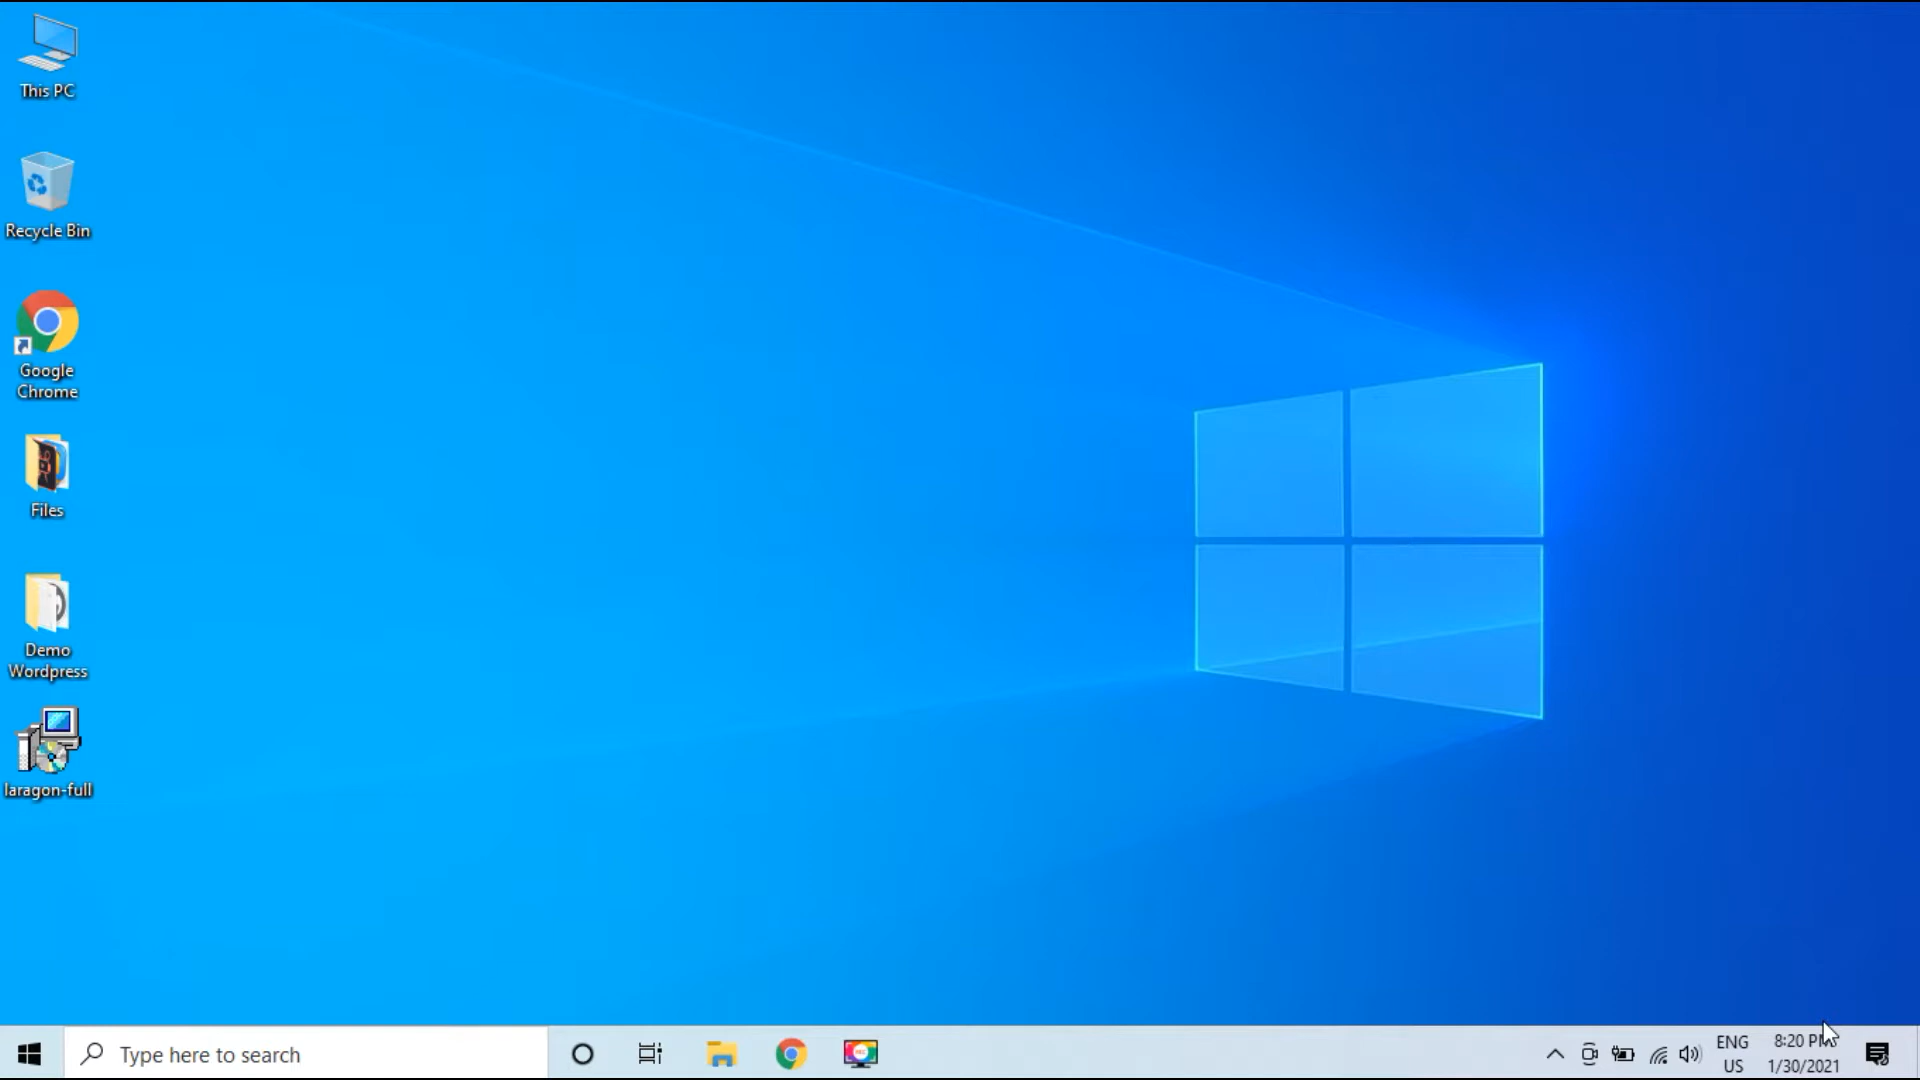 This PC
Recycle Bin
Google
Chrome
Files
Demo
Wordpress
laragon-full
Type here to search
ENG
US
8:20 PM
1/30/2021